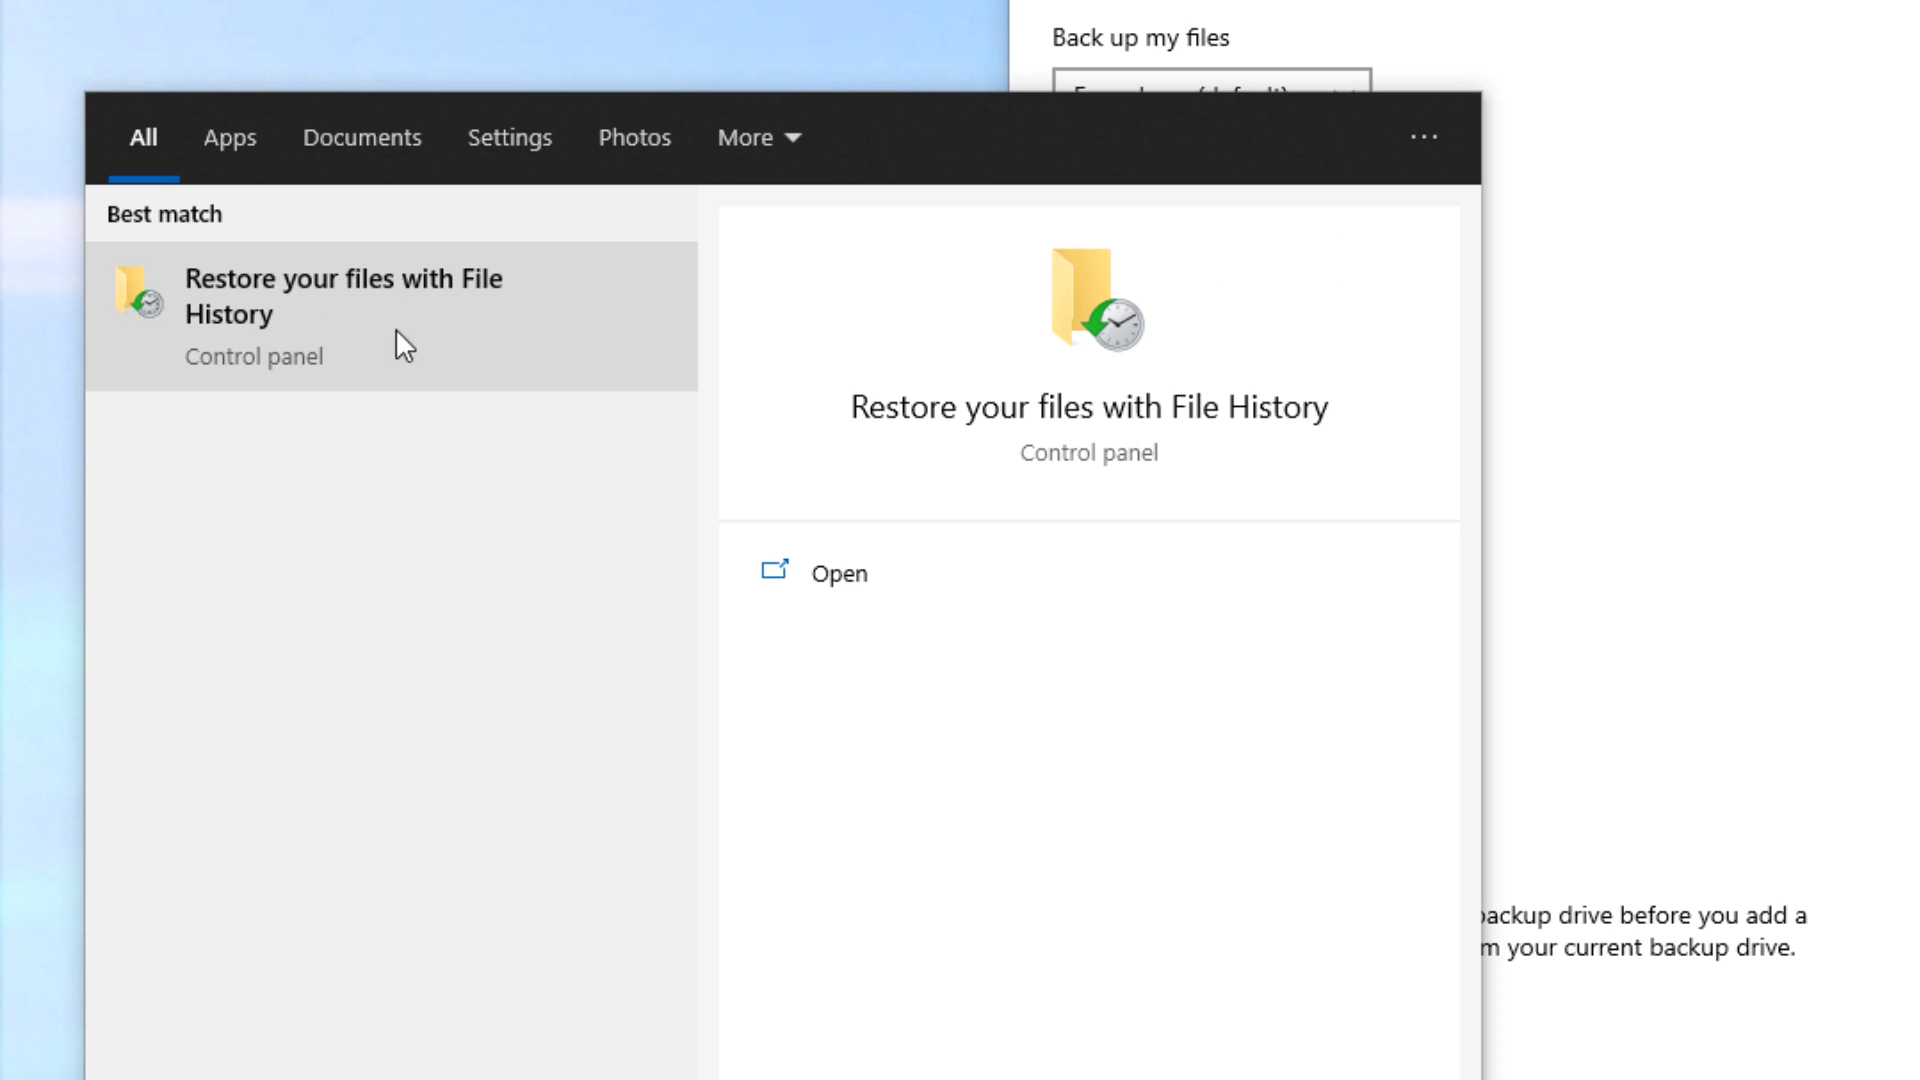 Back up my files
All Apps Documents Settings Photos More ...
Best match
Restore your files with File
History
Control panel
Restore your files with File History
Control panel
Open
backup drive before you add a
your current backup drive.